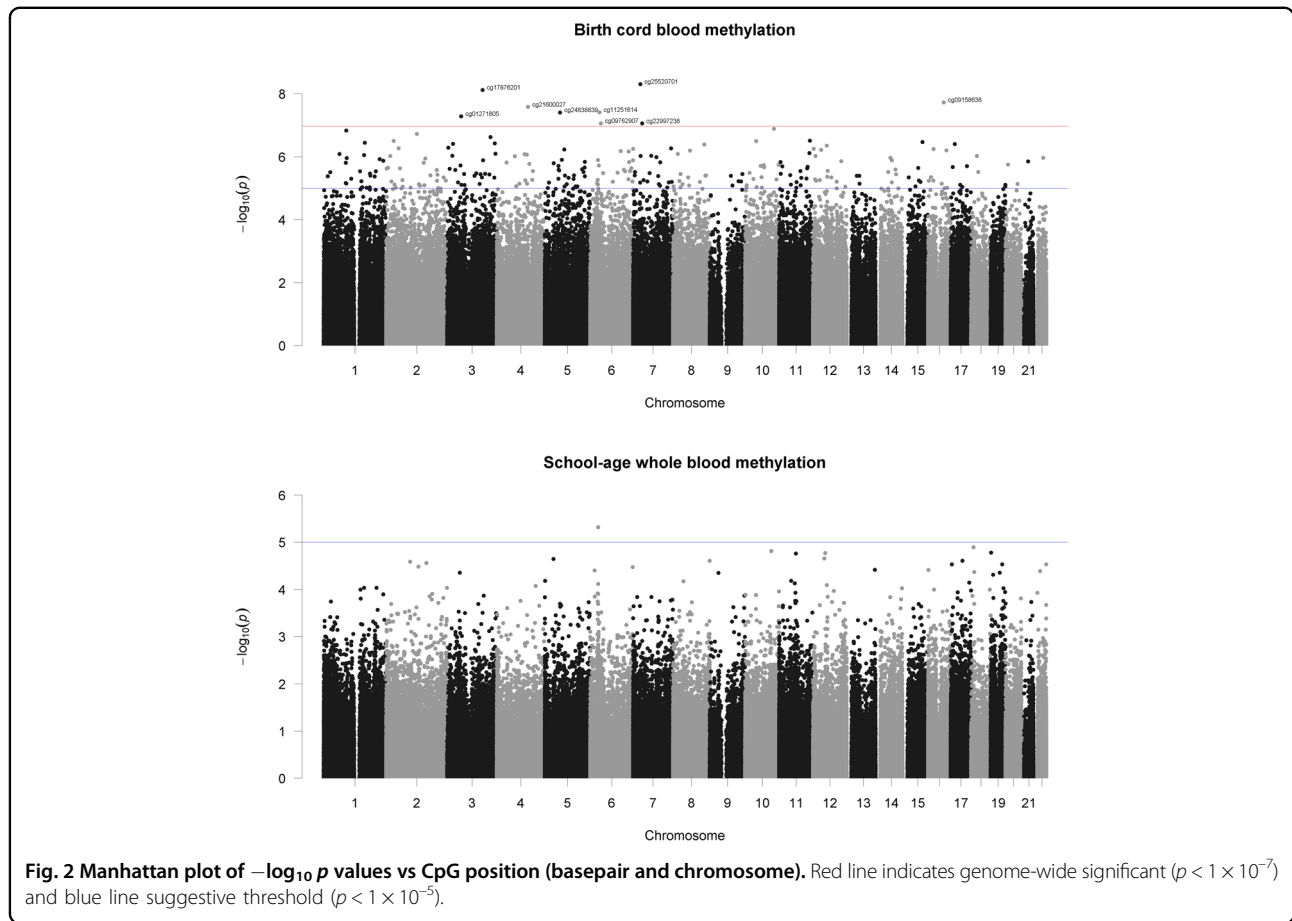 Birth cord blood methylation
cg25520701
cg17876201
cg09158638
cg21600027
cg24838839 cg11251614
cg01271805
cg09762907 cg22997238
8
6
4
2
0
−log10(p)
1 2 3 4 5 6 7 8 9 10 11 12 13 14 15 17 19 21
Chromosome
School-age whole blood methylation
6
5
4
3
2
1
0
−log10(p)
1 2 3 4 5 6 7 8 9 10 11 12 13 14 15 17 19 21
Chromosome
Fig. 2 Manhattan plot of −log10 p values vs CpG position (basepair and chromosome). Red line indicates genome-wide significant (p < 1 × 10−7)
and blue line suggestive threshold (p < 1 × 10−5).